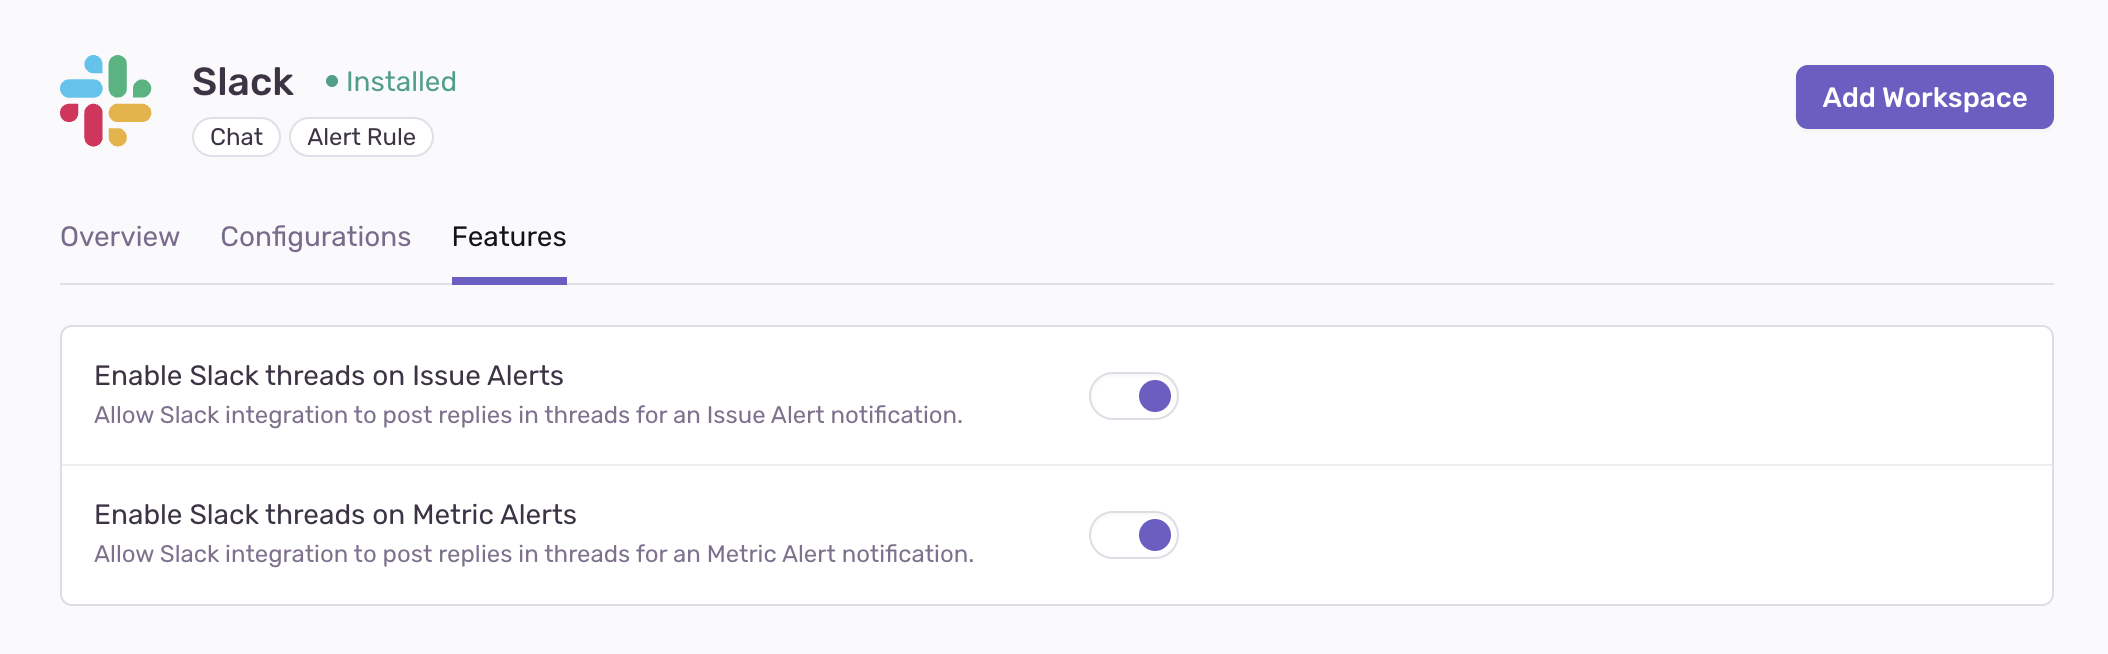 Slack
Installed
Add Workspace
Chat
Alert Rule
Overview
Configurations
Features
Enable Slack threads on Issue Alerts
Allow Slack integration to post replies in threads for an Issue Alert notification.
Enable Slack threads on Metric Alerts
Allow Slack integration to post replies in threads for an Metric Alert notification.